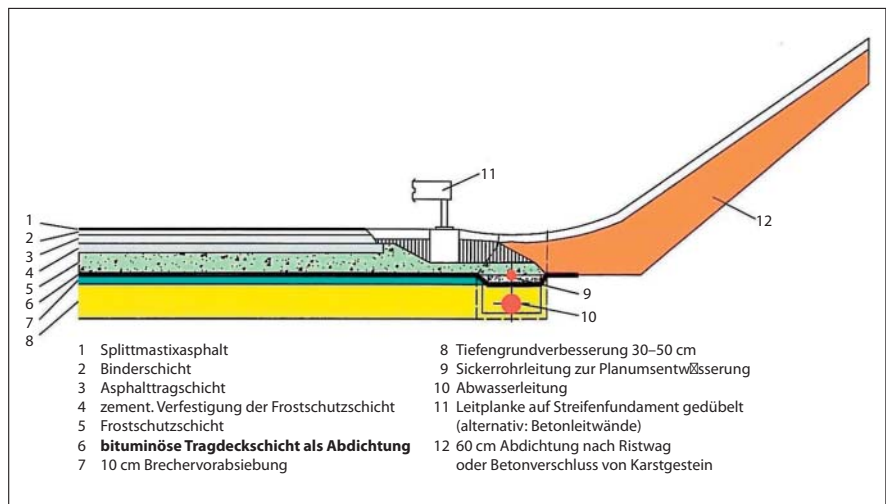 11
12
1
2
3
4
5
6
7
8
9
10
1 Splittmastixasphalt
2 Binderschicht
3 Asphalttragschicht
4 zement. Verfestigung der Frostschutzschicht
5 Frostschutzschicht
6 bituminöse Tragdeckschicht als Abdichtung
7 10 cm Brechervorabsiebung
8 Tiefengrundverbesserung 30–50 cm
9 Sickerrohrleitung zur Planumsentw☒sserung
10 Abwasserleitung
11 Leitplanke auf Streifenfundament gedübelt
(alternativ: Betonleitwände)
12 60 cm Abdichtung nach Ristwag
oder Betonverschluss von Karstgestein